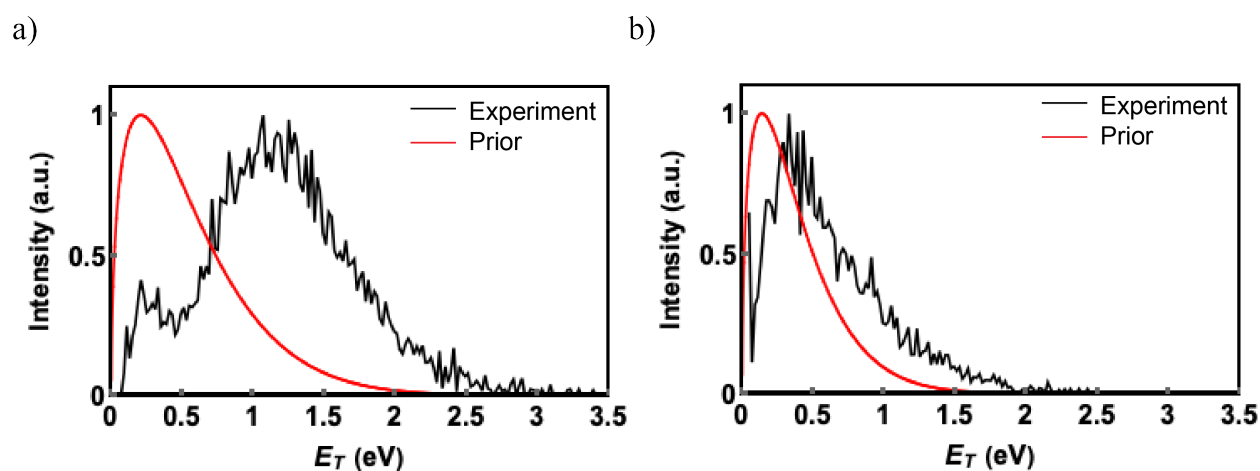 a)
b)
Experiment
Prior
1
0.5
0
Intensity (a.u.)
0 0.5 1 1.5 2 2.5 3 3.5
E_T (eV)
Experiment
Prior
1
0.5
0
Intensity (a.u.)
0 0.5 1 1.5 2 2.5 3 3.5
E_T (eV)